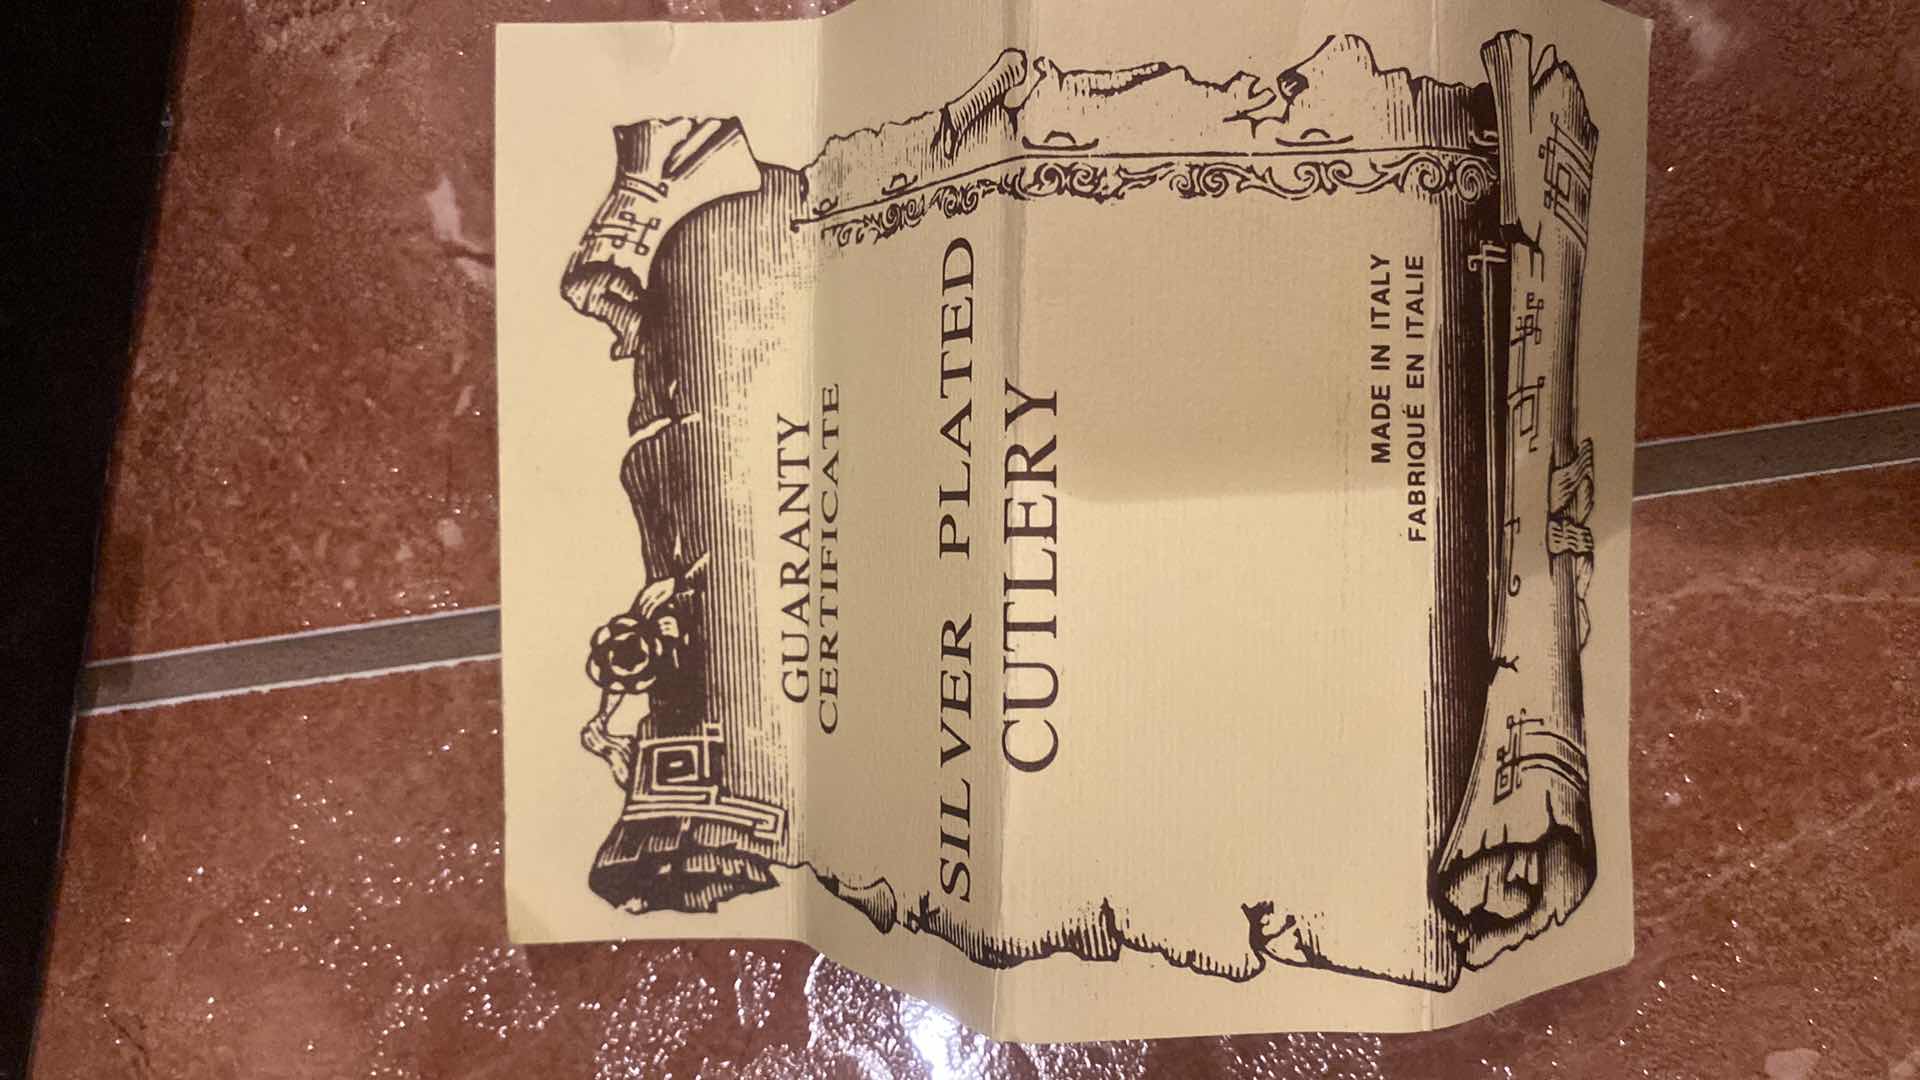 GUARANTY
CERTIFICATE
SILVER PLATED
CUTLERY
MADE IN ITALY
FABRIQUÉ EN ITALIE